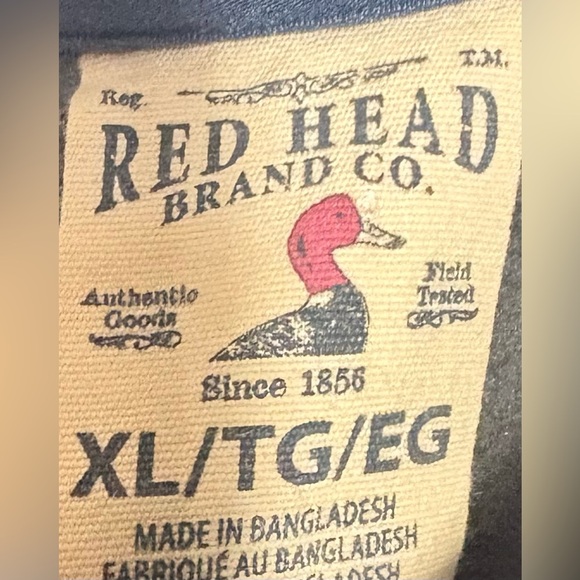 Reg. T.M.
RED HEAD
BRAND CO.
Authentic Goods
Field Tested
Since 1856
XL/TG/EG
MADE IN BANGLADESH
FABRIQUÉ AU BANGLADESH
BANGLADESH